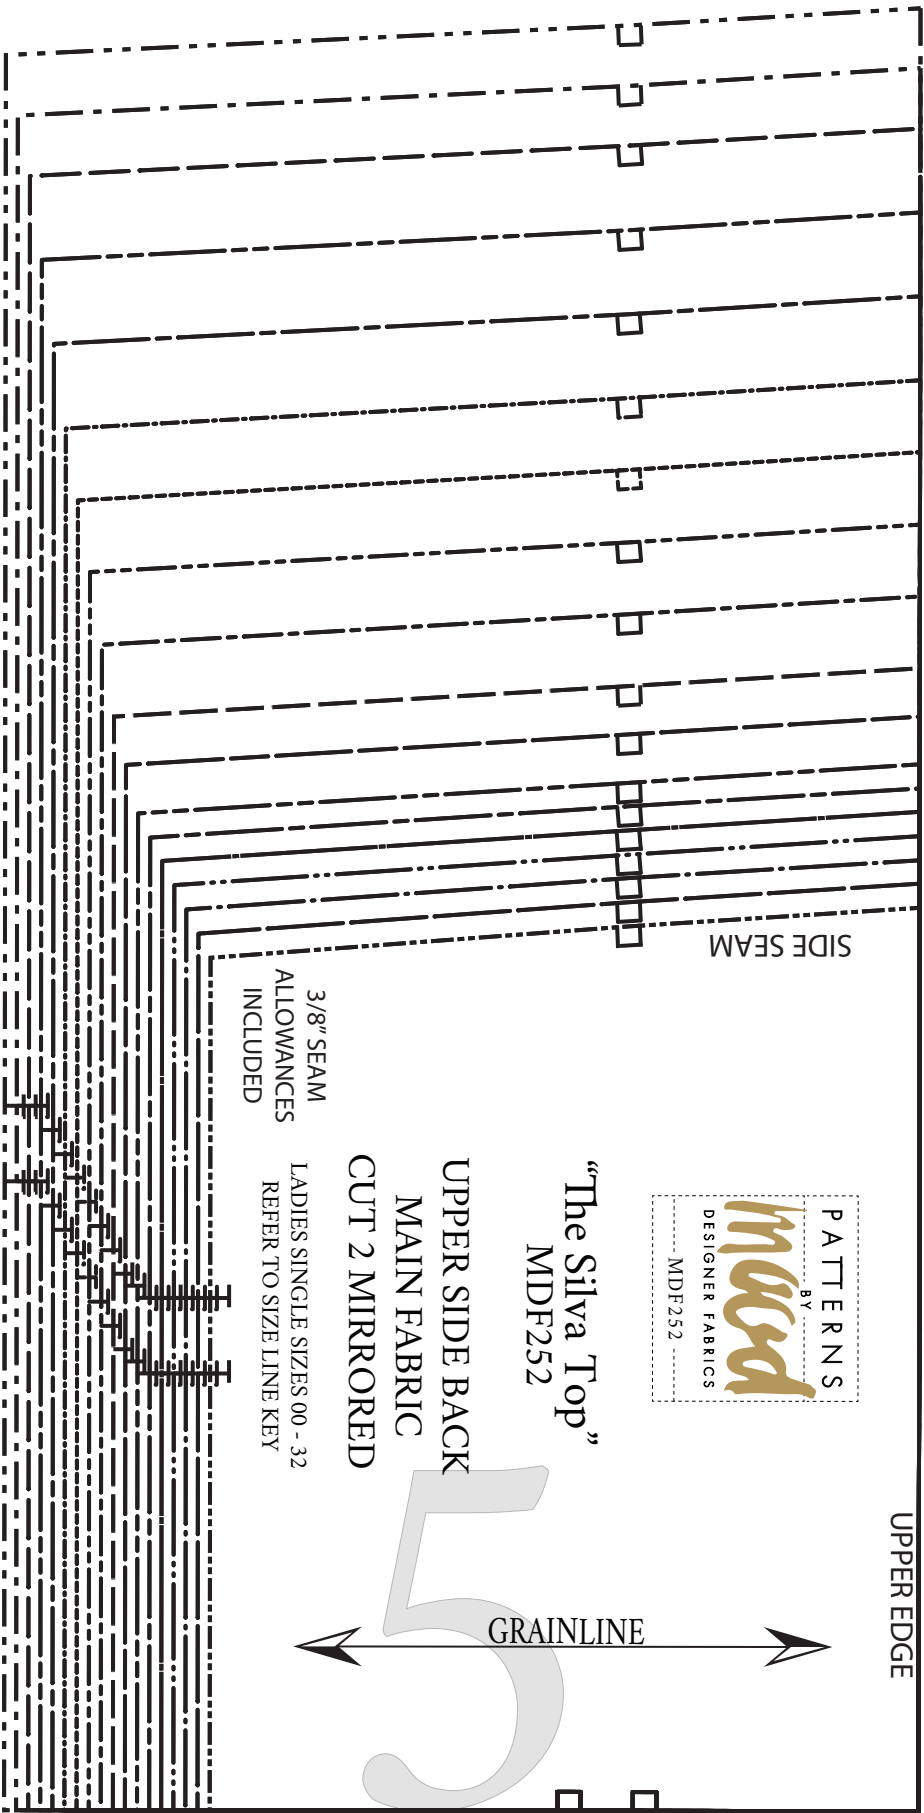 UPPER EDGE
SIDE SEAM
PATTERNS
BY
mood
DESIGNER FABRICS
MDF252
“The Silva Top”
MDF252
UPPER SIDE BACK
MAIN FABRIC
CUT 2 MIRRORED
LADIES SINGLE SIZES 00 - 32
REFER TO SIZE LINE KEY
3/8” SEAM
ALLOWANCES
INCLUDED
5
GRAINLINE